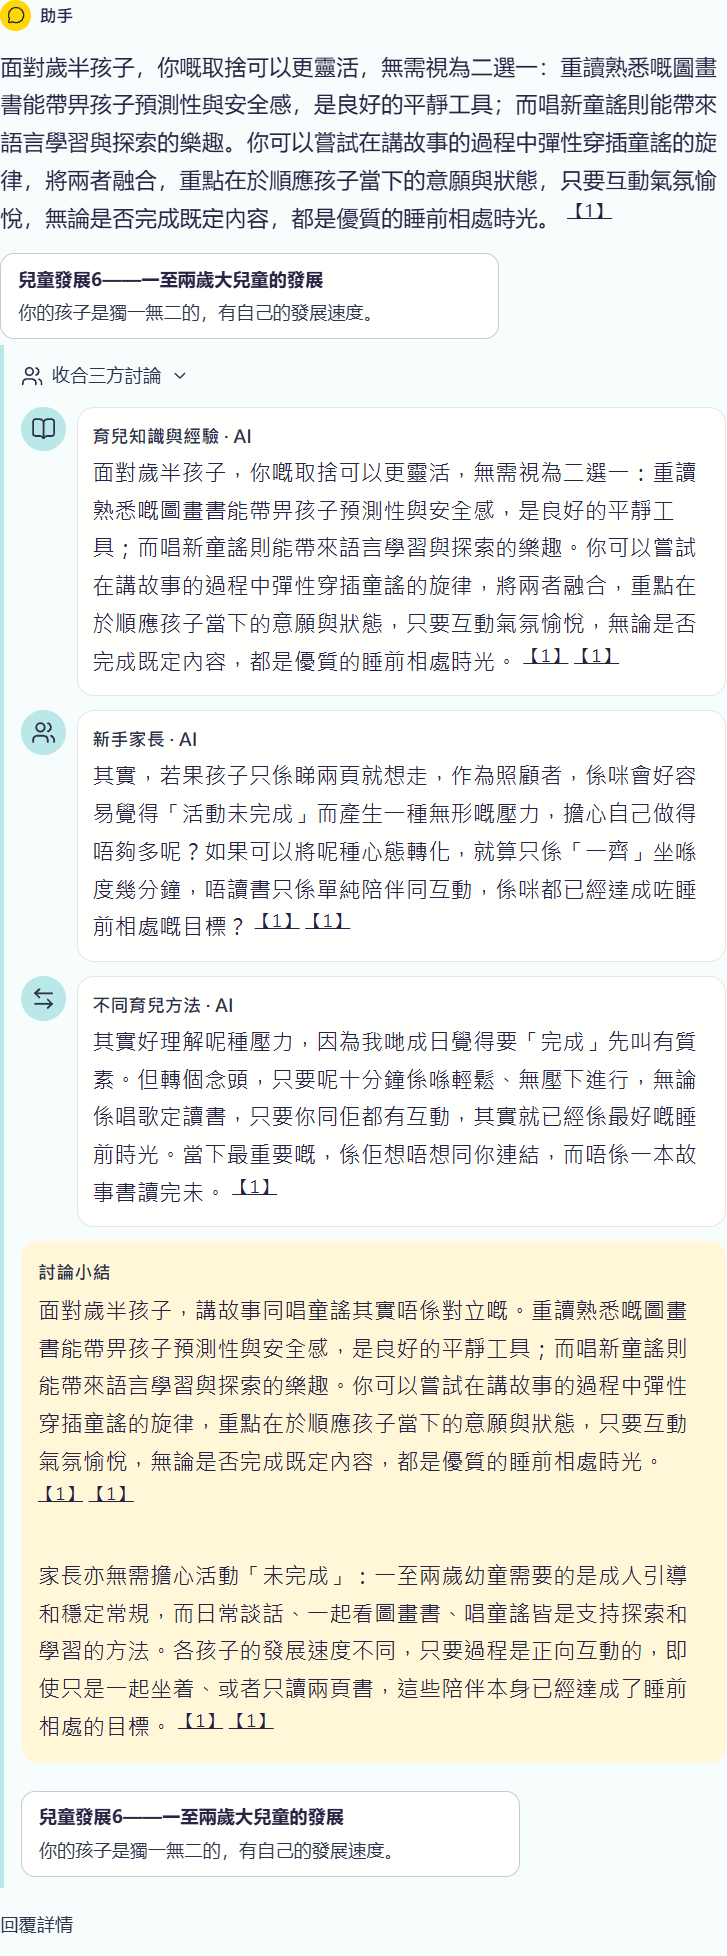 助手
面對歲半孩子，你嘅取捨可以更靈活，無需視為二選一：重讀熟悉嘅圖畫
書能帶畀孩子預測性與安全感，是良好的平靜工具；而唱新童謠則能帶來
語言學習與探索的樂趣。你可以嘗試在講故事的過程中彈性穿插童謠的旋
律，將兩者融合，重點在於順應孩子當下的意願與狀態，只要互動氣氛愉
悅，無論是否完成既定內容，都是優質的睡前相處時光。 【1】
兒童發展6——一至兩歲大兒童的發展
你的孩子是獨一無二的，有自己的發展速度。
收合三方討論
育兒知識與經驗 · AI
面對歲半孩子，你嘅取捨可以更靈活，無需視為二選一：重讀
熟悉嘅圖畫書能帶畀孩子預測性與安全感，是良好的平靜工
具；而唱新童謠則能帶來語言學習與探索的樂趣。你可以嘗試
在講故事的過程中彈性穿插童謠的旋律，將兩者融合，重點在
於順應孩子當下的意願與狀態，只要互動氣氛愉悅，無論是否
完成既定內容，都是優質的睡前相處時光。 【1】 【1】
新手家長 · AI
其實，若果孩子只係睇兩頁就想走，作為照顧者，係咪會好容
易覺得「活動未完成」而產生一種無形嘅壓力，擔心自己做得
唔夠多呢？如果可以將呢種心態轉化，就算只係「一齊」坐喺
度幾分鐘，唔讀書只係單純陪伴同互動，係咪都已經達成咗睡
前相處嘅目標？ 【1】 【1】
不同育兒方法 · AI
其實好理解呢種壓力，因為我哋成日覺得要「完成」先叫有質
素。但轉個念頭，只要呢十分鐘係喺輕鬆、無壓下進行，無論
係唱歌定讀書，只要你同佢都有互動，其實就已經係最好嘅睡
前時光。當下最重要嘅，係佢想唔想同你連結，而唔係一本故
事書讀完未。 【1】
討論小結
面對歲半孩子，講故事同唱童謠其實唔係對立嘅。重讀熟悉嘅圖畫
書能帶畀孩子預測性與安全感，是良好的平靜工具；而唱新童謠則
能帶來語言學習與探索的樂趣。你可以嘗試在講故事的過程中彈性
穿插童謠的旋律，重點在於順應孩子當下的意願與狀態，只要互動
氣氛愉悅，無論是否完成既定內容，都是優質的睡前相處時光。
【1】 【1】
家長亦無需擔心活動「未完成」：一至兩歲幼童需要的是成人引導
和穩定常規，而日常談話、一起看圖畫書、唱童謠皆是支持探索和
學習的方法。各孩子的發展速度不同，只要過程是正向互動的，即
使只是一起坐着、或者只讀兩頁書，這些陪伴本身已經達成了睡前
相處的目標。 【1】 【1】
兒童發展6——一至兩歲大兒童的發展
你的孩子是獨一無二的，有自己的發展速度。
回覆詳情